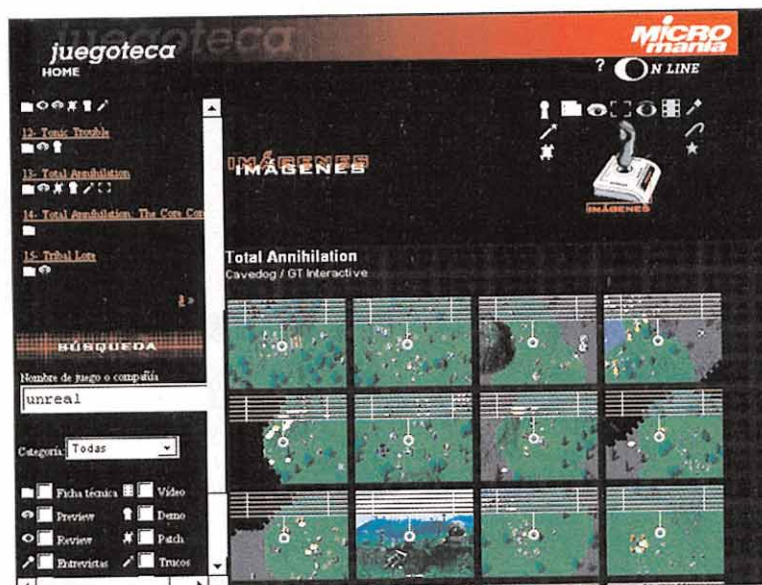 juegoteca
HOME
MICRO
manía
? ON LINE
12- Tonic Trouble
13- Total Annihilation
14- Total Annihilation: The Core Con
15- Tribal Lore
IMÁGENES
IMÁGENES
Total Annihilation
Cavedog / GT Interactive
BÚSQUEDA
Nombre de juego o compañía
unreal
Categoría: Todas
Ficha técnica Vídeo
Preview Demo
Review Patch
Entrevistas Trucos